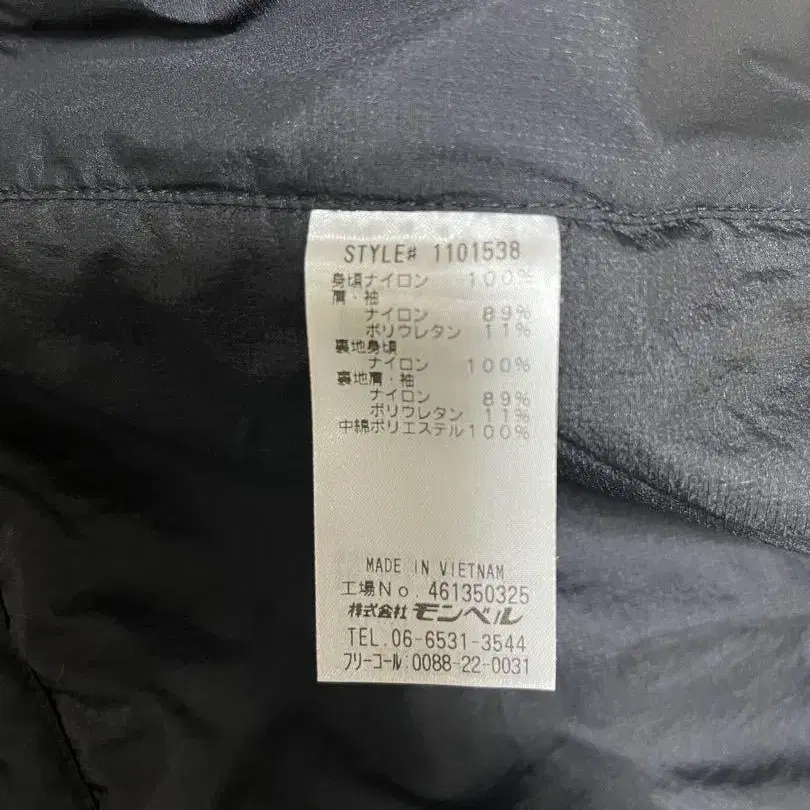 STYLE# 1101538
身頃ナイロン 100%
肩・袖
ナイロン 89%
ポリウレタン 11%
裏地身頃
ナイロン 100%
裏地肩・袖
ナイロン 89%
ポリウレタン 11%
中綿ポリエステル100%
MADE IN VIETNAM
工場No. 461350325
株式会社 モンベル
TEL.06-6531-3544
フリーコール:0088-22-0031